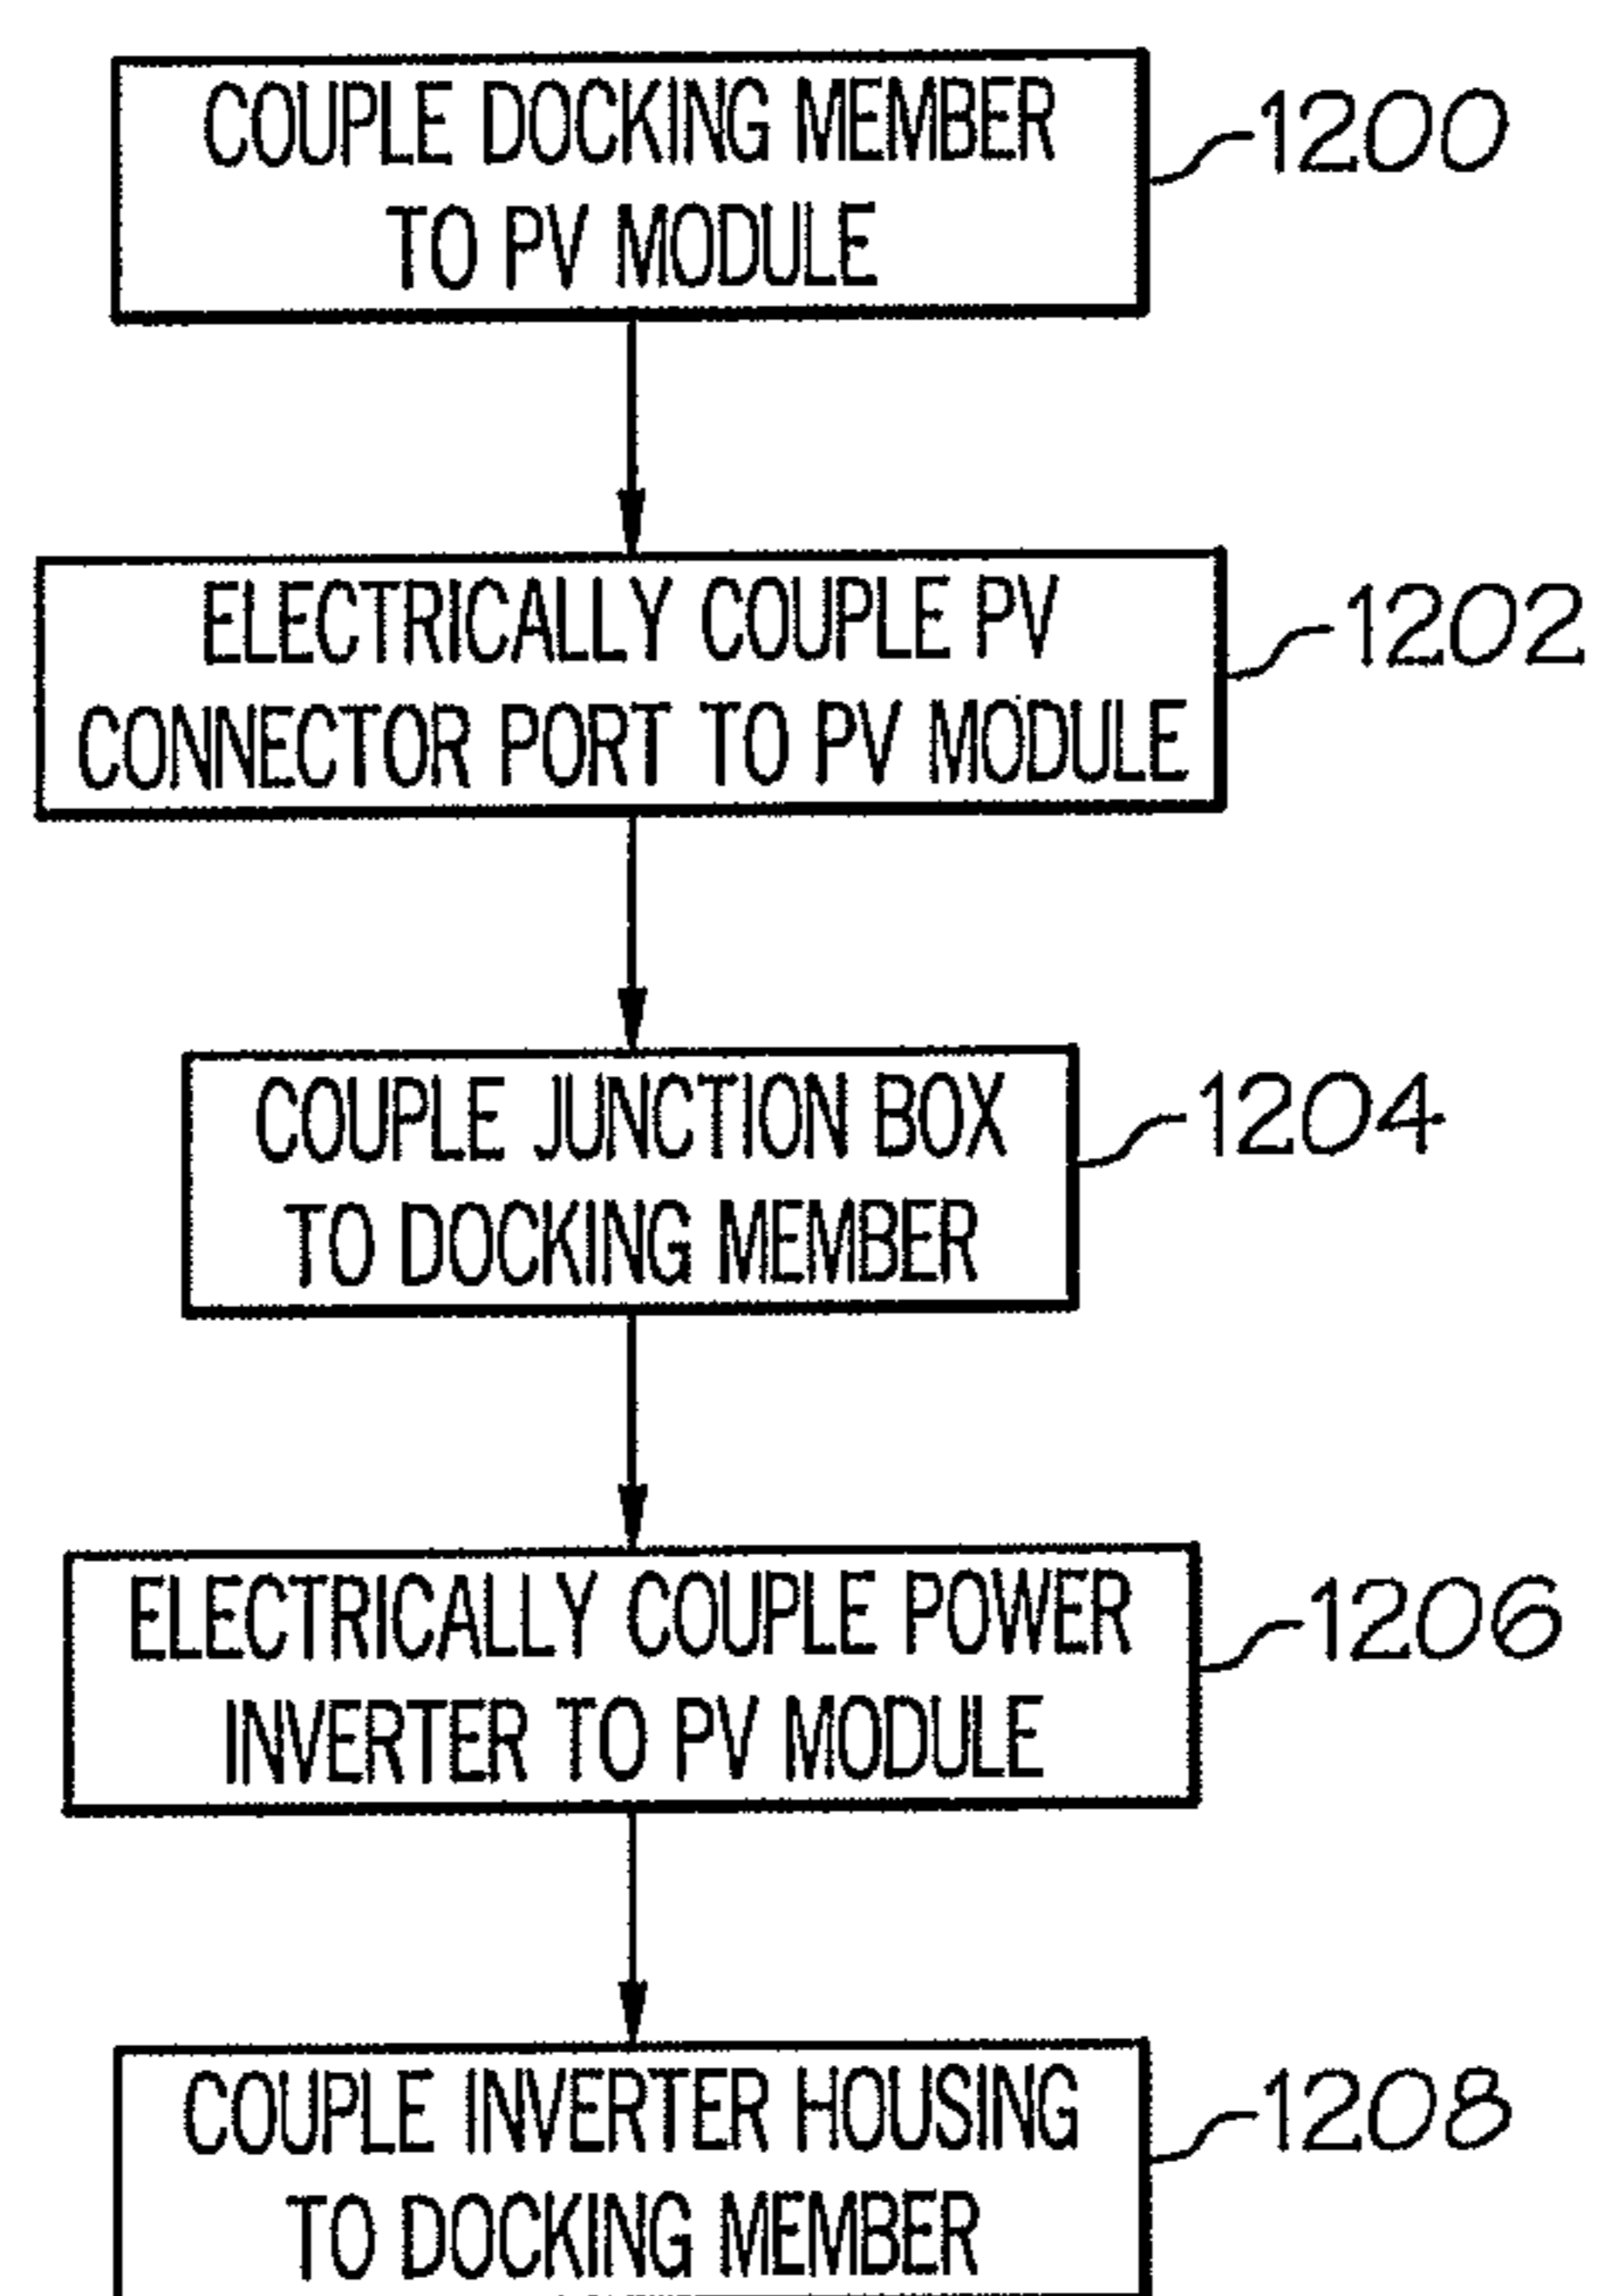 COUPLE DOCKING MEMBER
TO PV MODULE
1200
ELECTRICALLY COUPLE PV
CONNECTOR PORT TO PV MODULE
1202
COUPLE JUNCTION BOX
TO DOCKING MEMBER
1204
ELECTRICALLY COUPLE POWER
INVERTER TO PV MODULE
1206
COUPLE INVERTER HOUSING
TO DOCKING MEMBER
1208